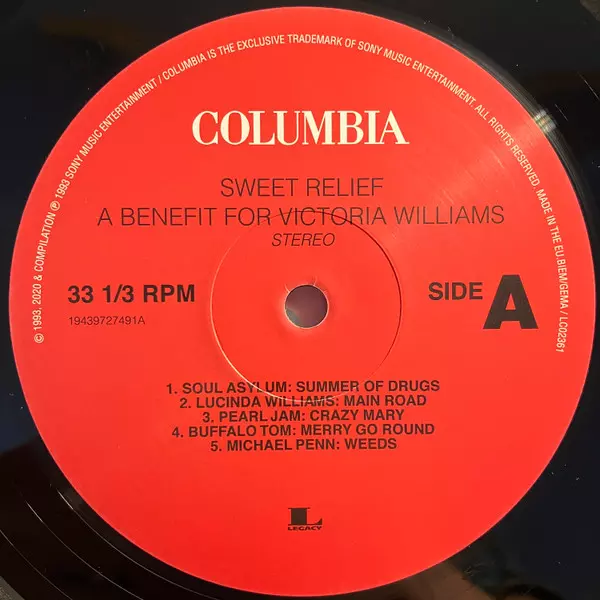 © 1993, 2020 & COMPILATION ℗ 1993 SONY MUSIC ENTERTAINMENT / COLUMBIA IS THE EXCLUSIVE TRADEMARK OF SONY MUSIC ENTERTAINMENT. ALL RIGHTS RESERVED. MADE IN THE EU. BIEM/GEMA / LC02361
COLUMBIA
SWEET RELIEF
A BENEFIT FOR VICTORIA WILLIAMS
STEREO
33 1/3 RPM
SIDE A
19439727491A
1. SOUL ASYLUM: SUMMER OF DRUGS
2. LUCINDA WILLIAMS: MAIN ROAD
3. PEARL JAM: CRAZY MARY
4. BUFFALO TOM: MERRY GO ROUND
5. MICHAEL PENN: WEEDS
L
LEGACY